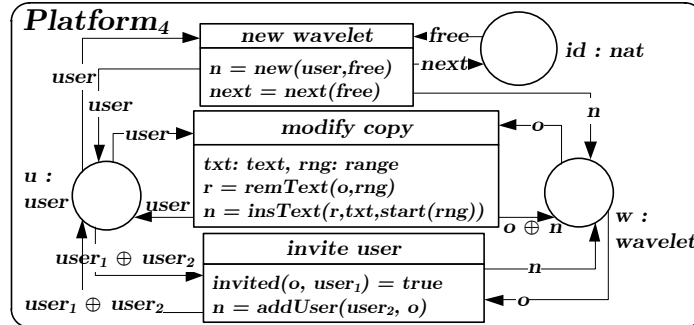 Platform₄
new wavelet
free
id : nat
user
n = new(user,free)
next
next = next(free)
user
n
user
modify copy
o
txt: text, rng: range
r = remText(o,rng)
u :
user
user
n = insText(r,txt,start(rng))
o ⊕ n
w :
wavelet
invite user
user₁ ⊕ user₂
n
invited(o, user₁) = true
user₁ ⊕ user₂
n = addUser(user₂, o)
o